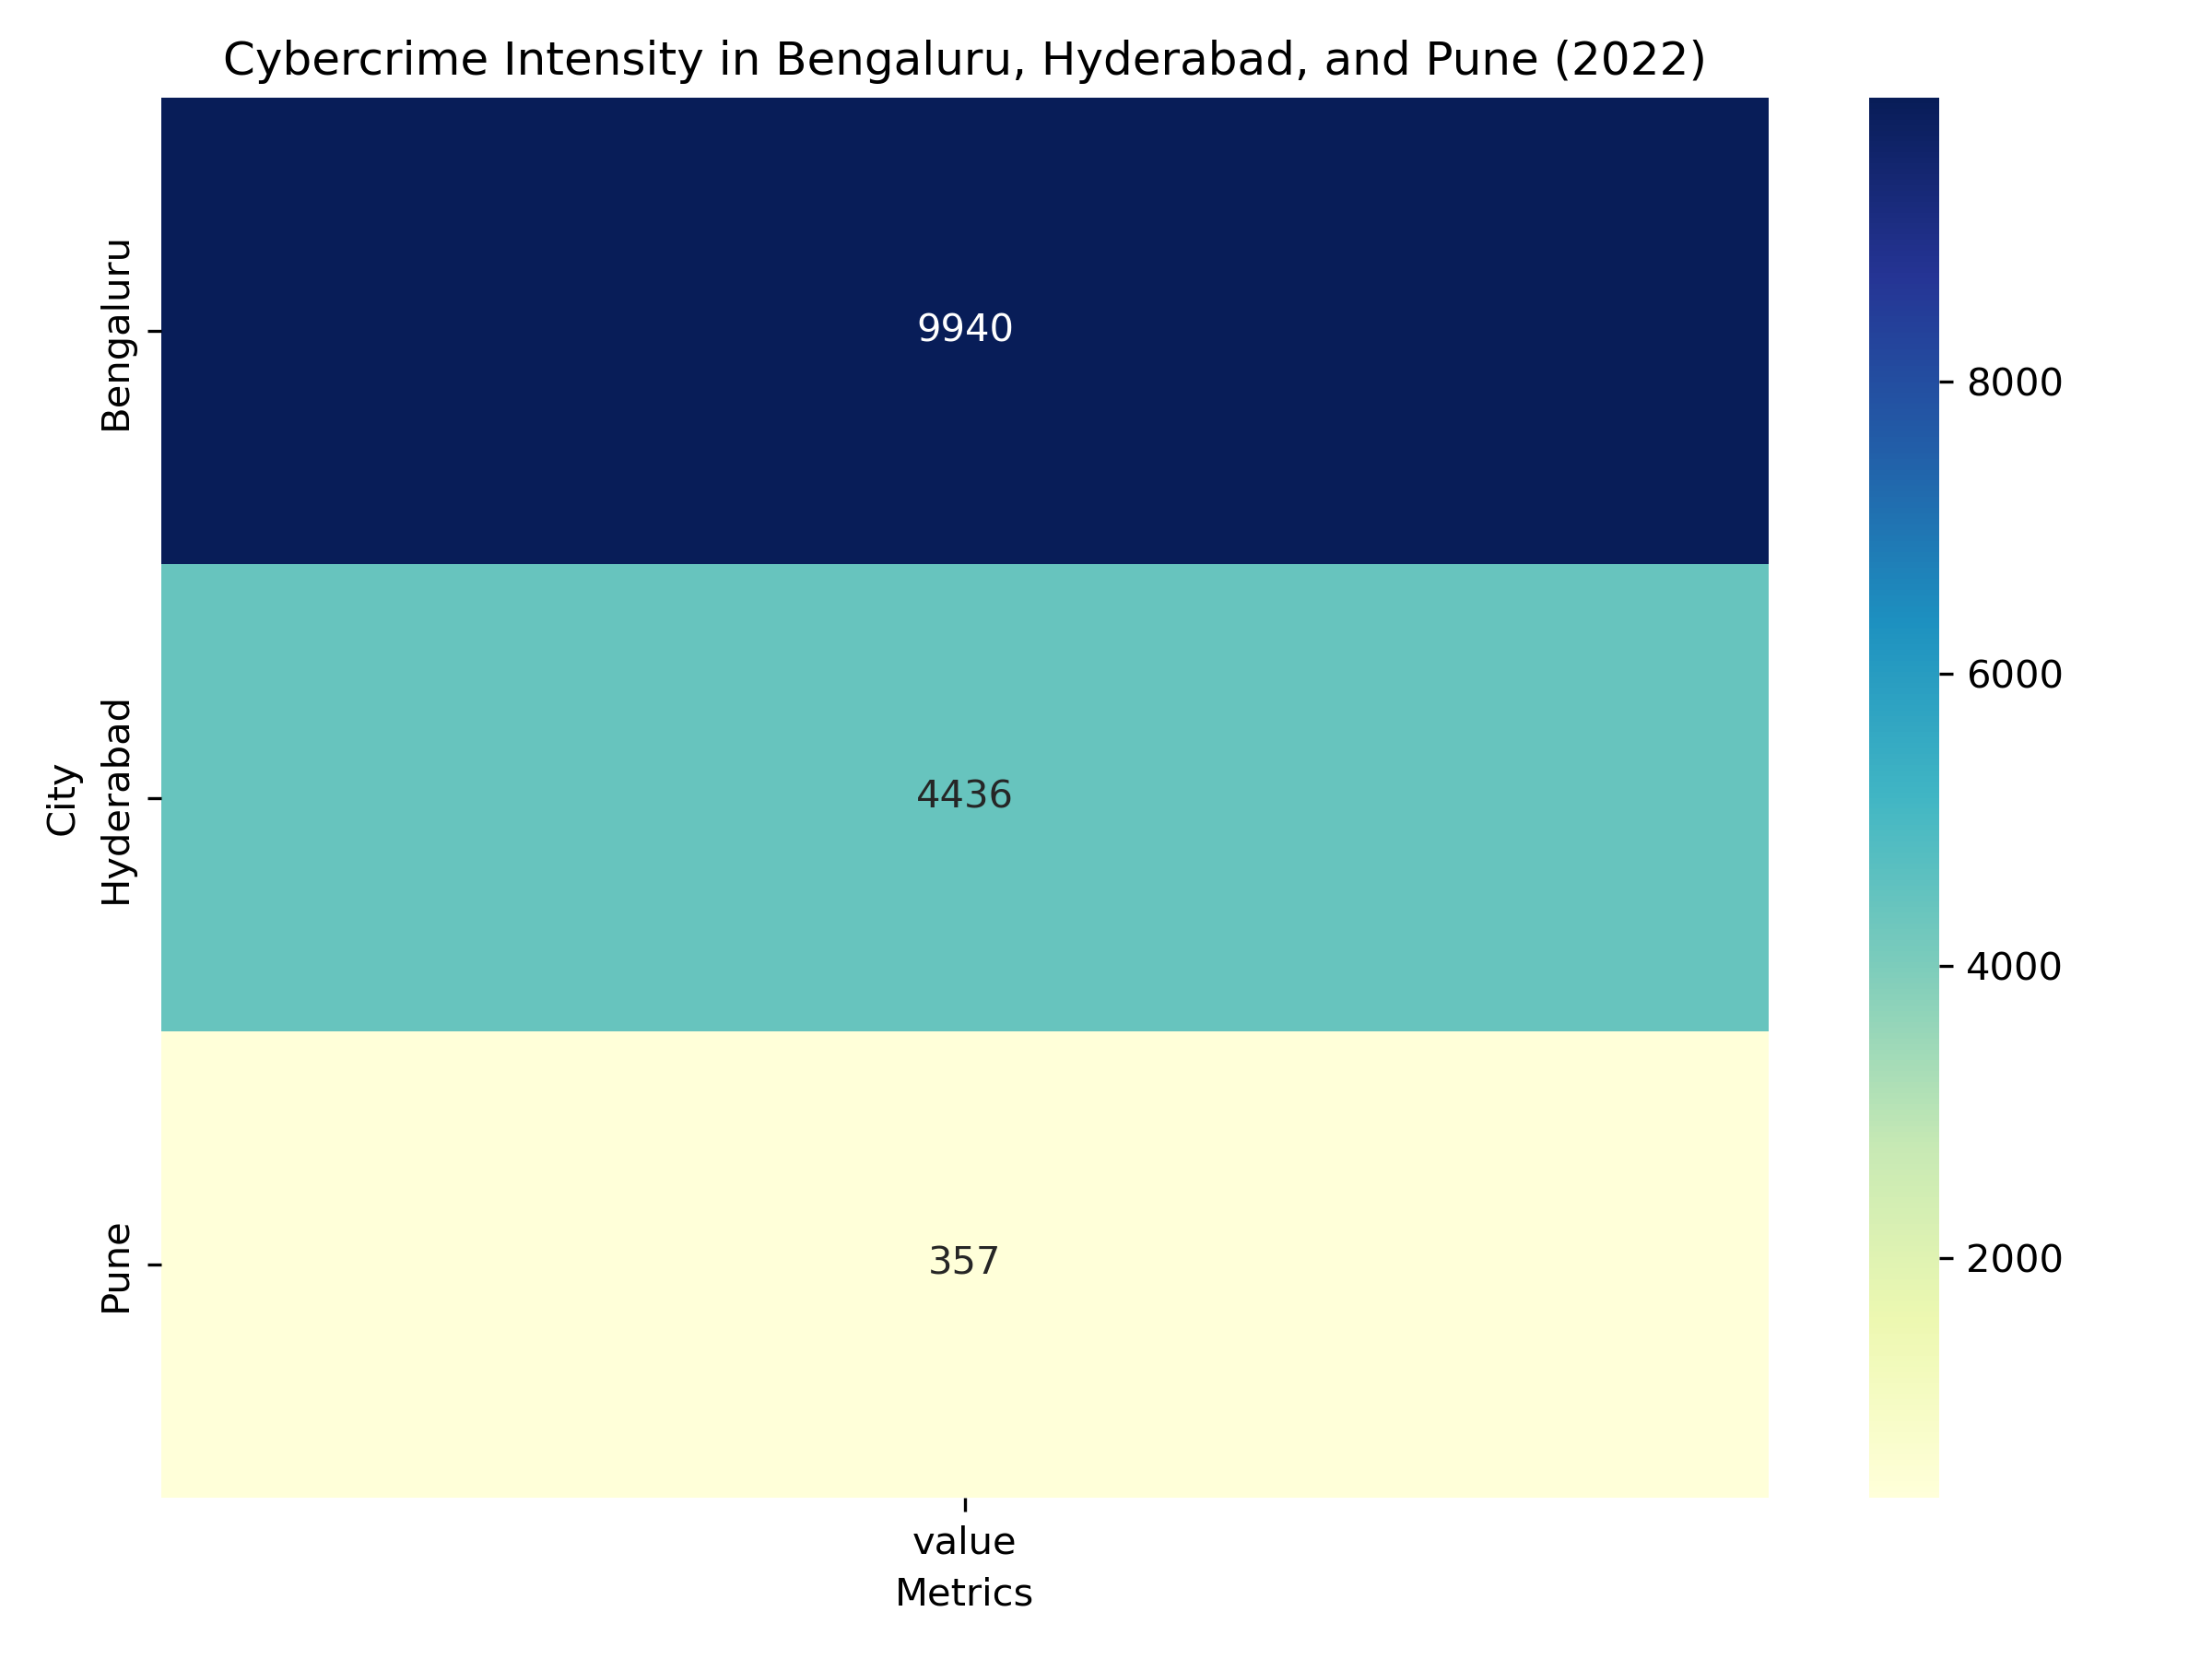 Cybercrime Intensity in Bengaluru, Hyderabad, and Pune (2022)
City
Bengaluru
Hyderabad
Pune
9940
4436
357
value
Metrics
8000
6000
4000
2000